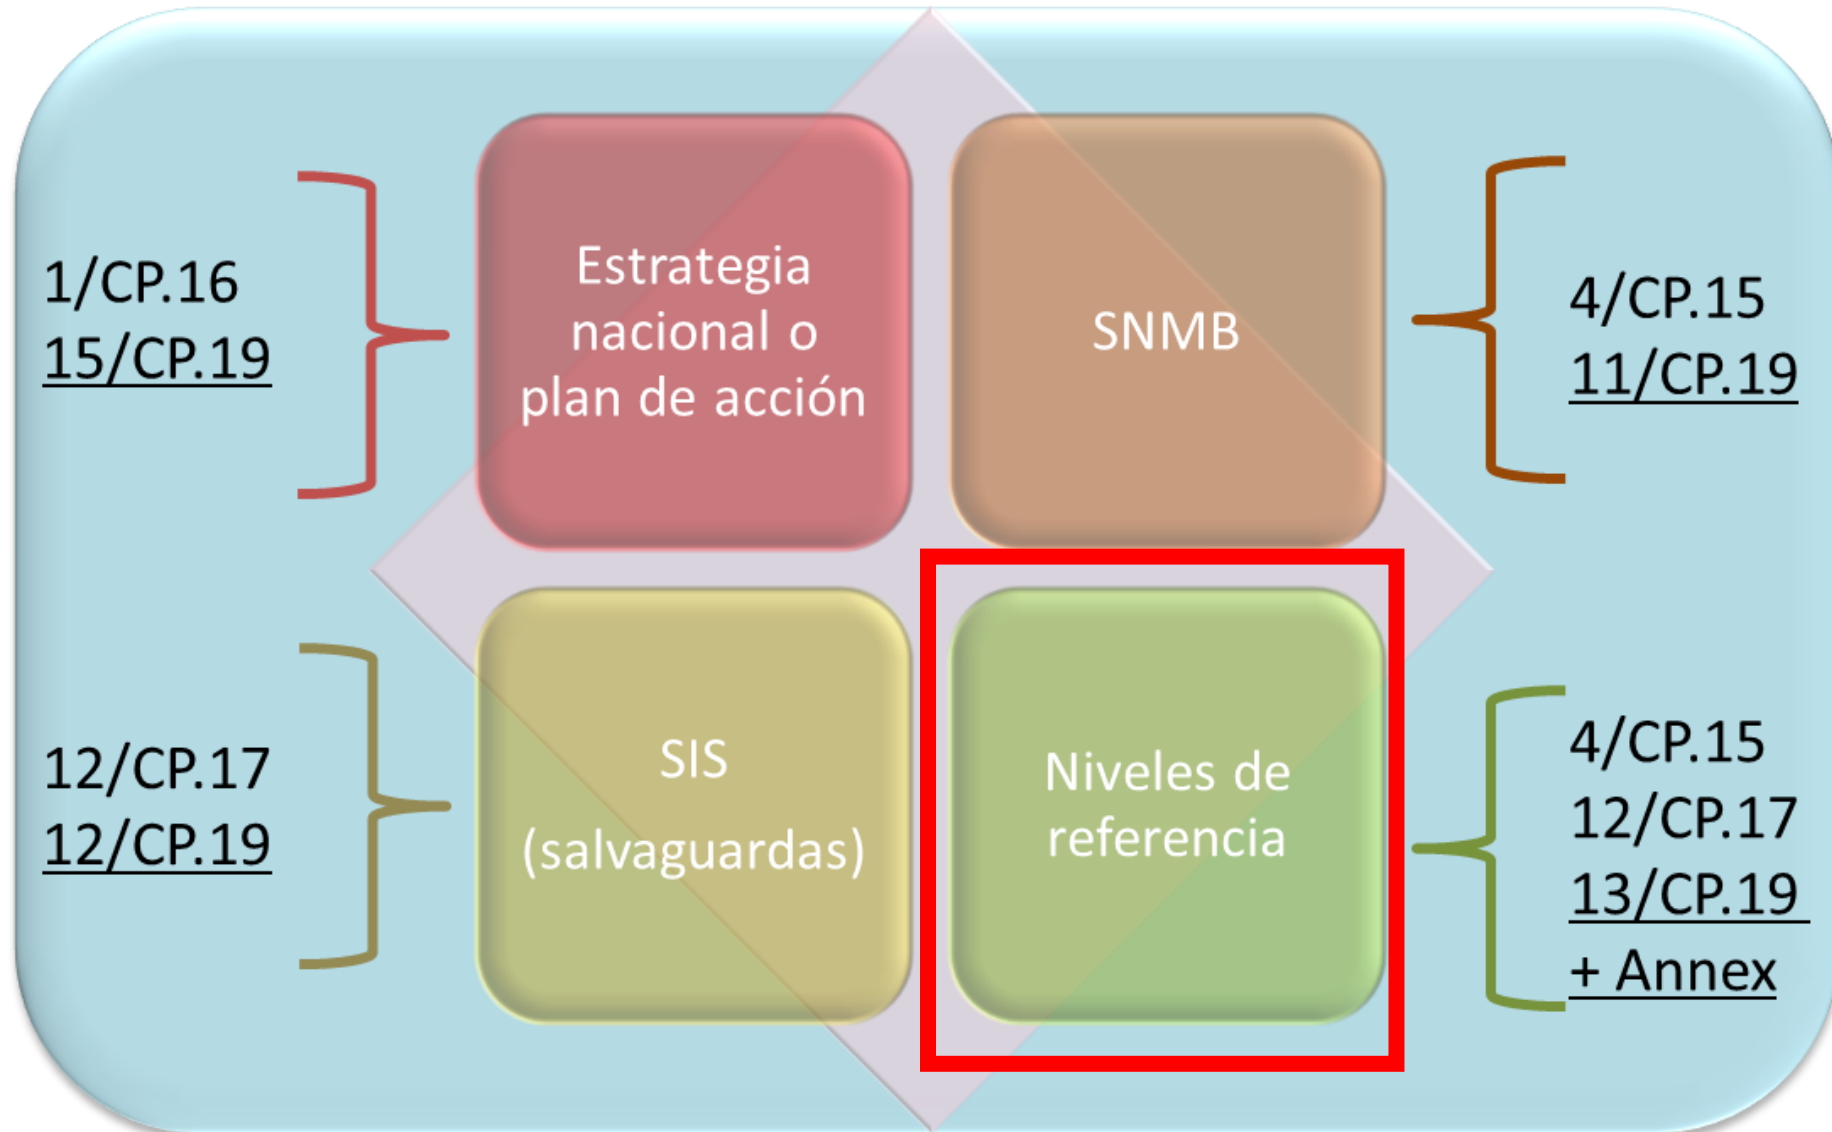 1/CP.16
15/CP.19
Estrategia
nacional o
plan de acción
SNMB
4/CP.15
11/CP.19
12/CP.17
12/CP.19
SIS
(salvaguardas)
Niveles de
referencia
4/CP.15
12/CP.17
13/CP.19
+ Annex